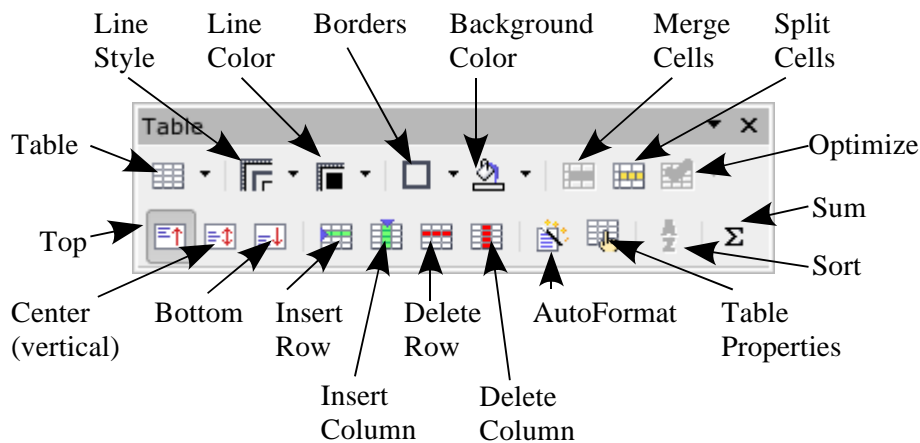 Line
Style
Line
Color
Borders
Background
Color
Merge
Cells
Split
Cells
Table
Table
Optimize
Top
Sum
Sort
Center
(vertical)
Bottom
Insert
Row
Delete
Row
AutoFormat
Table
Properties
Insert
Column
Delete
Column